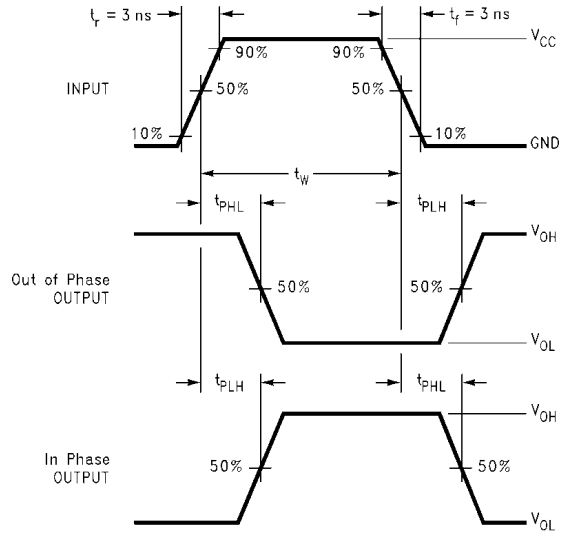 t_r = 3 ns
t_f = 3 ns
V_CC
90%
90%
INPUT
50%
50%
10%
10%
GND
t_W
t_PHL
t_PLH
V_OH
Out of Phase
OUTPUT
50%
50%
V_OL
t_PLH
t_PHL
V_OH
In Phase
OUTPUT
50%
50%
V_OL